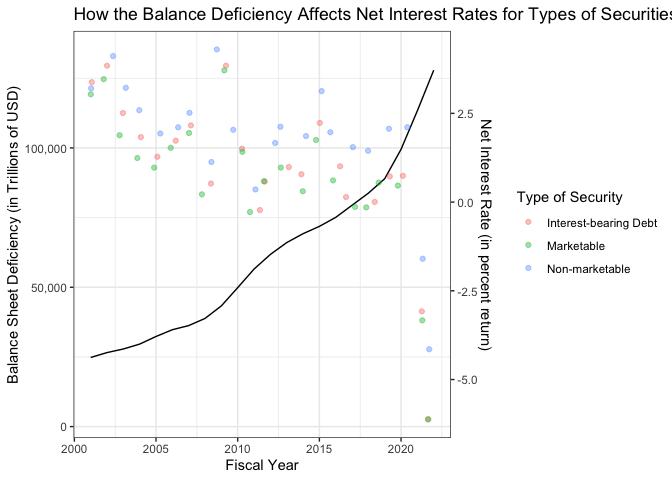 How the Balance Deficiency Affects Net Interest Rates for Types of Securities
Balance Sheet Deficiency (in Trillions of USD)
100,000
50,000
0
2000
2005
2010
2015
2020
Fiscal Year
2.5
0.0
-2.5
-5.0
Net Interest Rate (in percent return)
Type of Security
Interest-bearing Debt
Marketable
Non-marketable